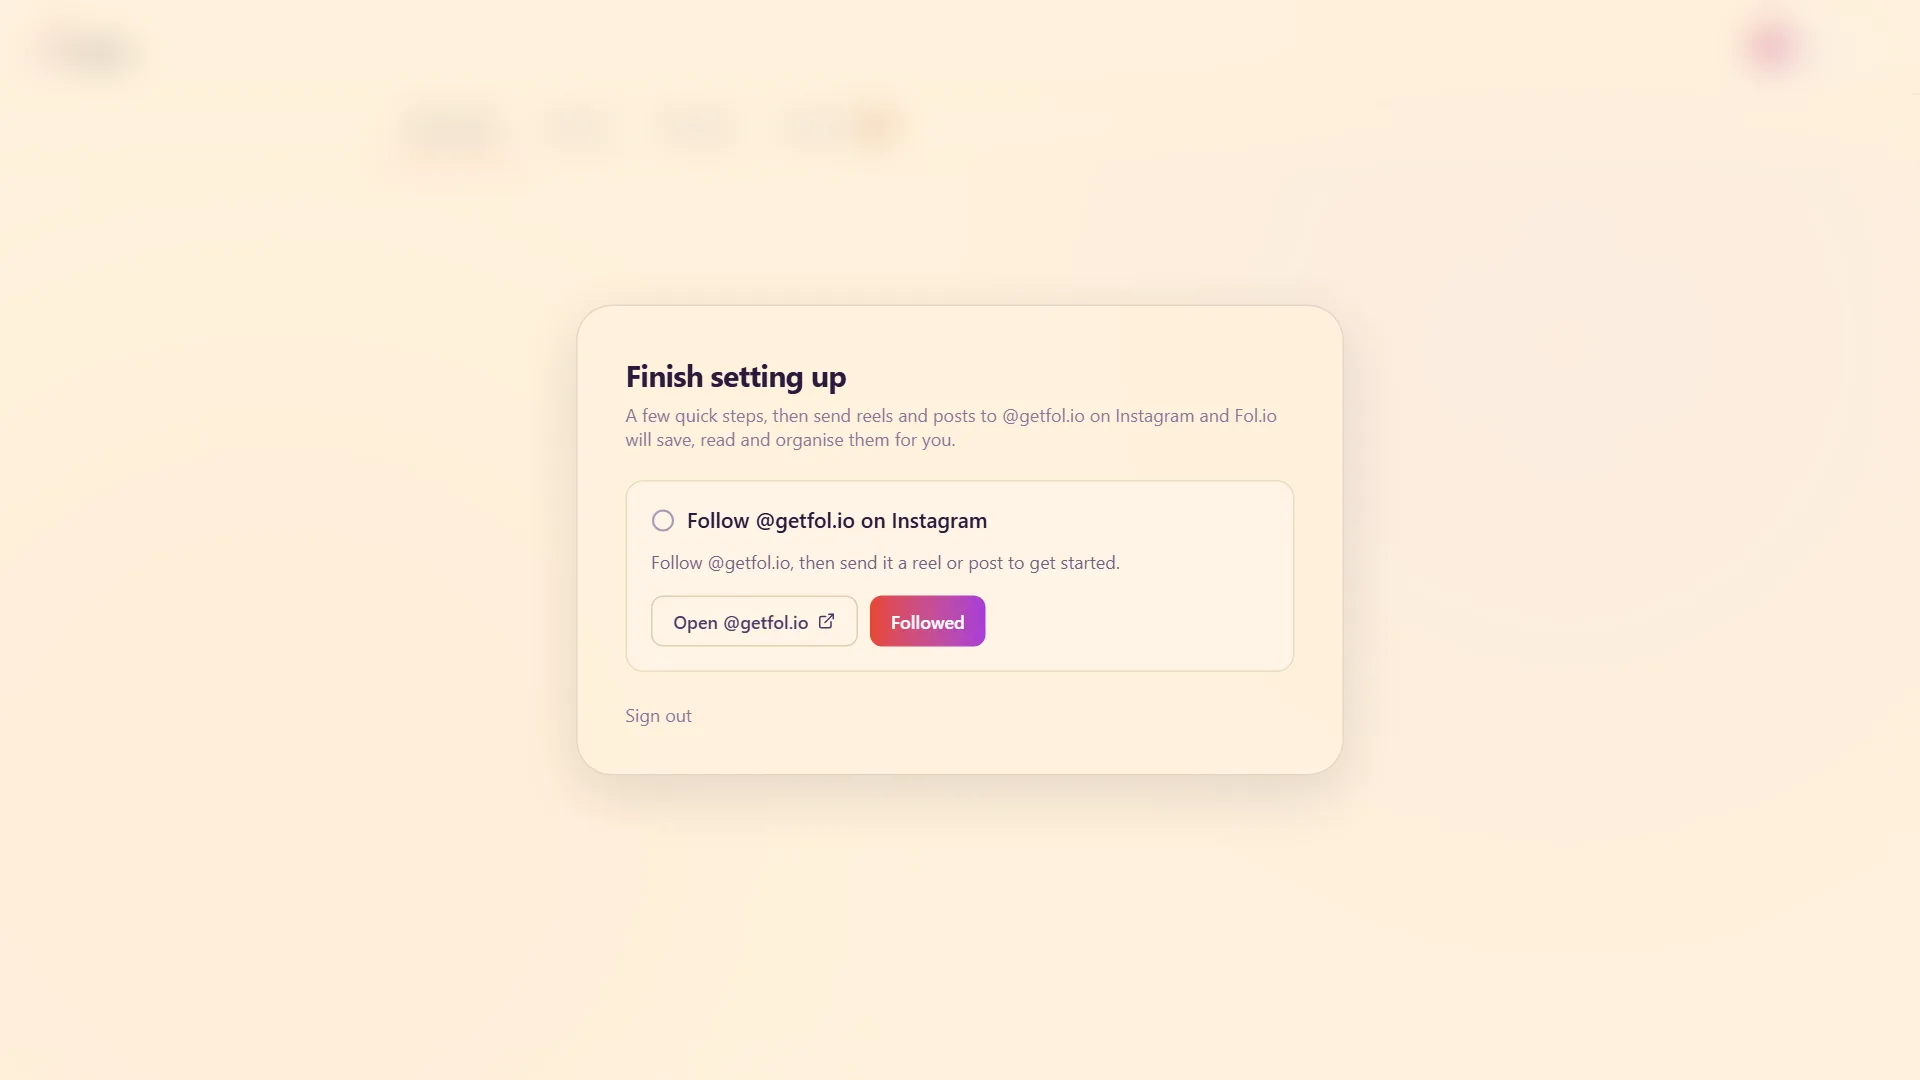 Finish setting up
A few quick steps, then send reels and posts to @getfol.io on Instagram and Fol.io
will save, read and organise them for you.
Follow @getfol.io on Instagram
Follow @getfol.io, then send it a reel or post to get started.
Open @getfol.io
Followed
Sign out